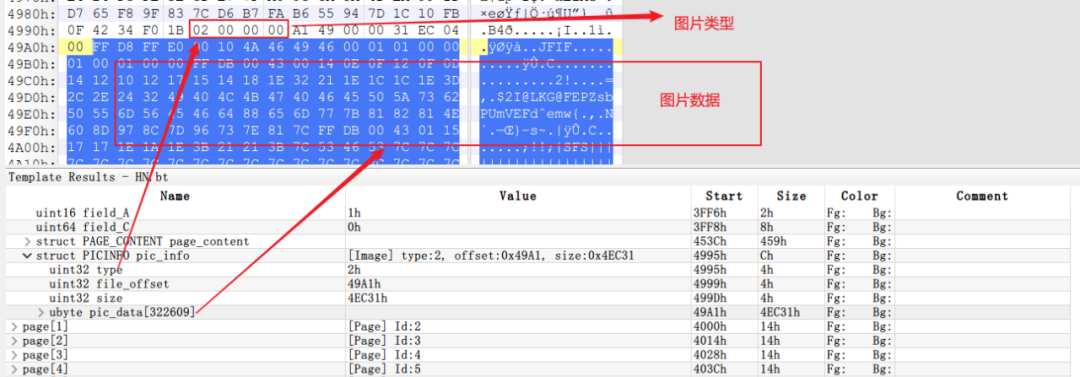 4980h: D7 65 F8 9F 83 7C D6 B7 FA B6 55 94 7D 1C 10 FB
4990h: 0F 42 34 F0 1B 02 00 00 00 A1 49 00 00 31 EC 04 .B4ð.....¡I..1ì.
图片类型
49A0h: 00 FF D8 FF E0 00 10 4A 46 49 46 00 01 01 00 00 .ÿØÿà..JFIF.....
49B0h: 01 00 01 00 00 FF DB 00 43 00 14 0E 0F 12 0F 0D .....ÿÛ.C.......
49C0h: 14 12 10 12 17 15 14 18 1E 32 21 1E 1C 1C 1E 3D .........2!....=
49D0h: 2C 2E 24 32 49 40 4C 4B 47 40 46 45 50 5A 73 62 ,.$2I@LKG@FEPZsb
图片数据
49E0h: 50 55 6D 56 45 46 64 88 65 6D 77 7B 81 82 81 4E
49F0h: 60 8D 97 8C 7D 96 73 7E 81 7C FF DB 00 43 01 15
4A00h: 17 17 1E 1A 1E 3B 21 21 3B 7C 53 46 53 7C 7C 7C .....;!!;|SFS|||
Template Results - HN.bt
Name Value Start Size Color Comment
uint16 field_A 1h 3FF6h 2h Fg: Bg:
uint64 field_C 0h 3FF8h 8h Fg: Bg:
struct PAGE_CONTENT page_content 453Ch 459h Fg: Bg:
struct PICINFO pic_info [Image] type:2, offset:0x49A1, size:0x4EC31 4995h Ch Fg: Bg:
uint32 type 2h 4995h 4h Fg: Bg:
uint32 file_offset 49A1h 4999h 4h Fg: Bg:
uint32 size 4EC31h 499Dh 4h Fg: Bg:
ubyte pic_data[322609] 49A1h 4EC31h Fg: Bg:
page[1] [Page] Id:2 4000h 14h Fg: Bg:
page[2] [Page] Id:3 4014h 14h Fg: Bg:
page[3] [Page] Id:4 4028h 14h Fg: Bg:
page[4] [Page] Id:5 403Ch 14h Fg: Bg: